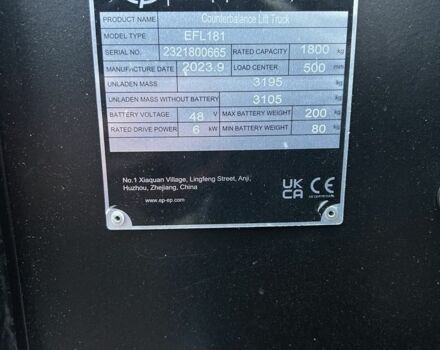 ep
PRODUCT NAME Counterbalance Lift Truck
MODEL TYPE EFL181
SERIAL NO. 2321800665 RATED CAPACITY 1800 kg
MANUFACTURE DATE 2023.9 LOAD CENTER 500 mm
UNLADEN MASS 3195 kg
UNLADEN MASS WITHOUT BATTERY 3105 kg
BATTERY VOLTAGE 48 V MAX BATTERY WEIGHT 200 kg
RATED DRIVE POWER 6 kW MIN BATTERY WEIGHT 80 kg
No.1 Xiaquan Village, Lingfeng Street, Anji,
Huzhou, Zhejiang, China
www.ep-ep.com
UK CA CE